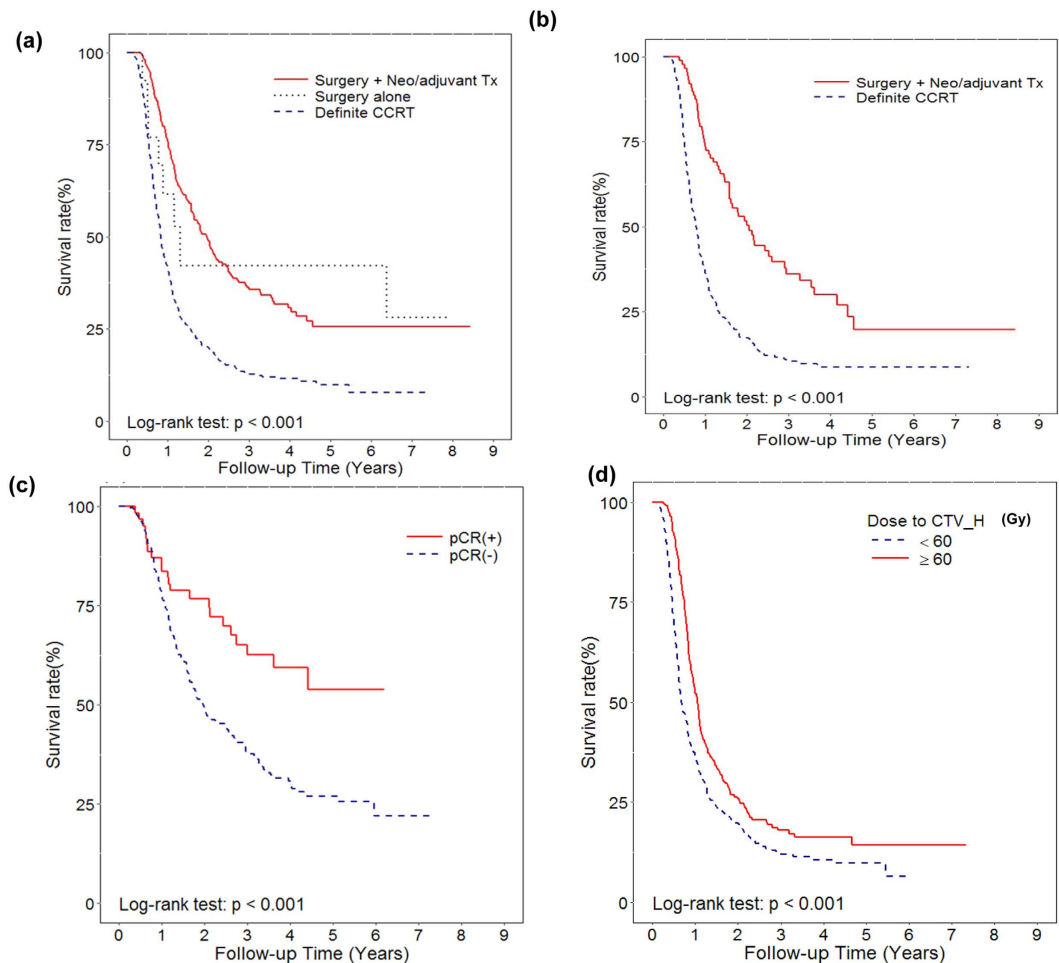 (a)
100
75
50
25
0
Survival rate(%)
Surgery + Neo/adjuvant Tx
Surgery alone
Definite CCRT
Log-rank test: p < 0.001
0 1 2 3 4 5 6 7 8 9
Follow-up Time (Years)
(b)
100
75
50
25
0
Survival rate(%)
Surgery + Neo/adjuvant Tx
Definite CCRT
Log-rank test: p < 0.001
0 1 2 3 4 5 6 7 8 9
Follow-up Time (Years)
(c)
100
75
50
25
0
Survival rate(%)
pCR(+)
pCR(-)
Log-rank test: p < 0.001
0 1 2 3 4 5 6 7 8 9
Follow-up Time (Years)
(d)
100
75
50
25
0
Survival rate(%)
Dose to CTV_H (Gy)
< 60
≥ 60
Log-rank test: p < 0.001
0 1 2 3 4 5 6 7 8 9
Follow-up Time (Years)